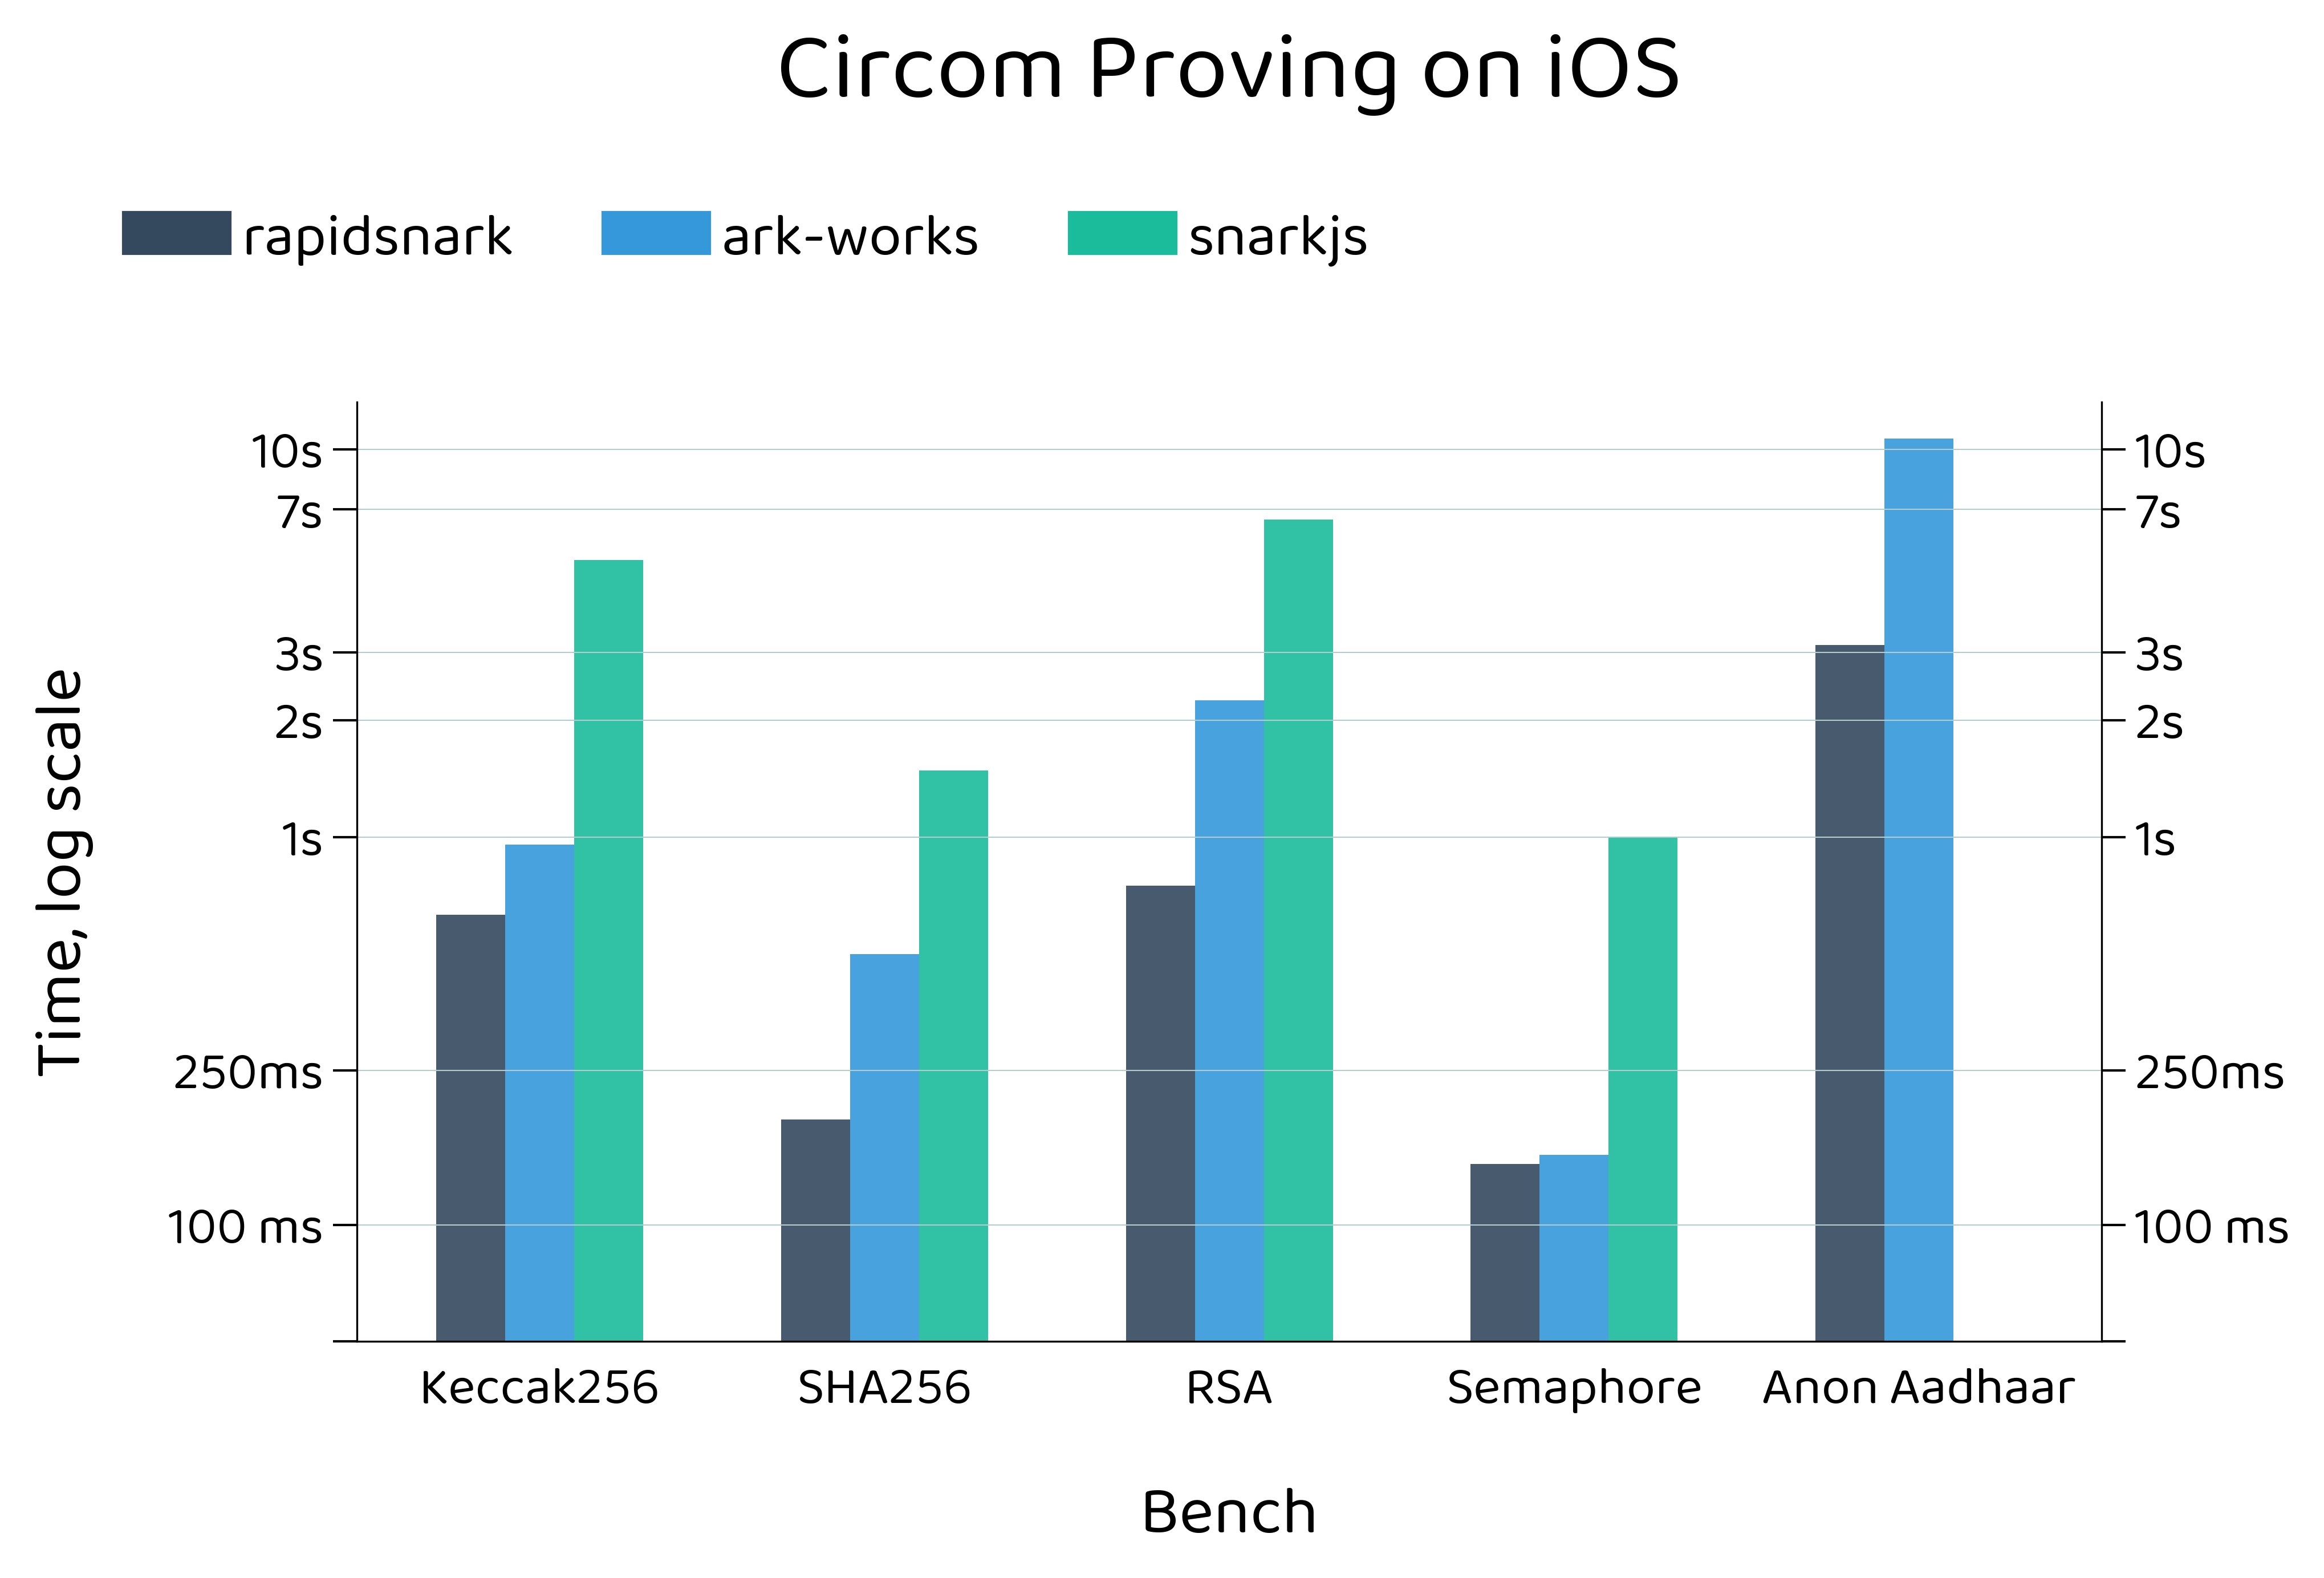 Circom Proving on iOS
rapidsnark
ark-works
snarkjs
Time, log scale
10s
7s
3s
2s
1s
250ms
100 ms
10s
7s
3s
2s
1s
250ms
100 ms
Keccak256
SHA256
RSA
Semaphore
Anon Aadhaar
Bench